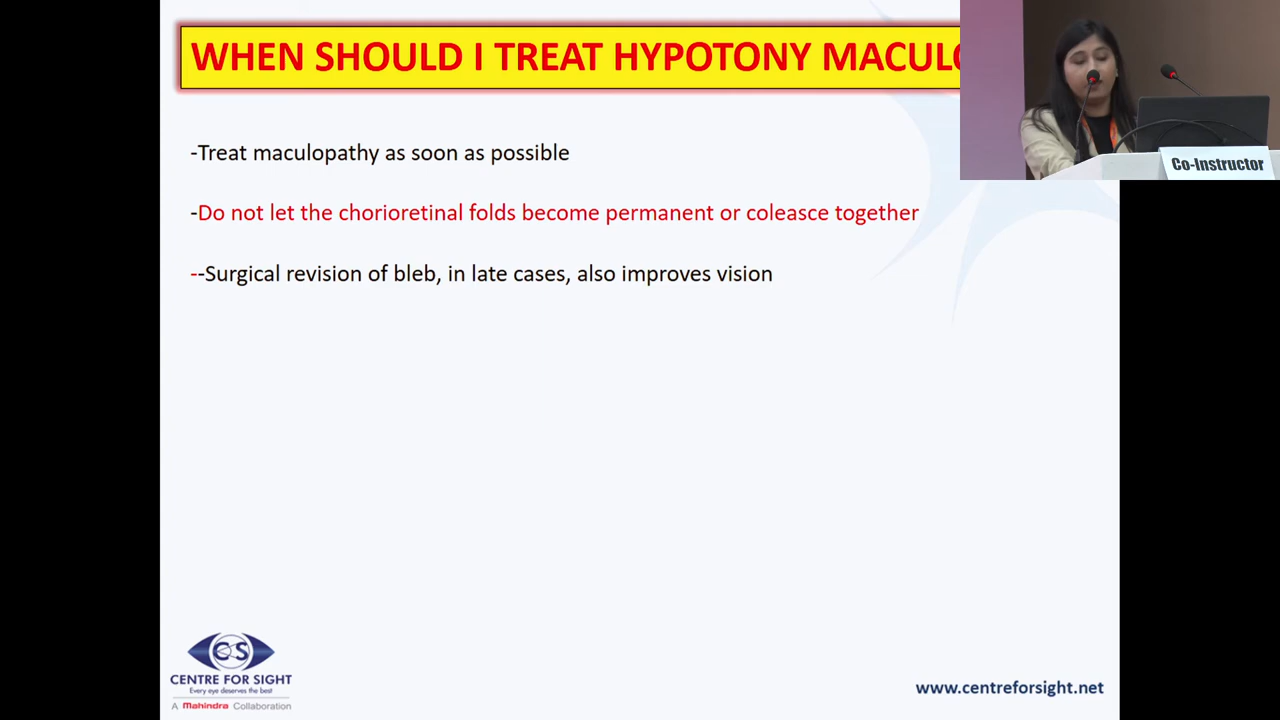 WHEN SHOULD I TREAT HYPOTONY MACULO
-Treat maculopathy as soon as possible
-Do not let the chorioretinal folds become permanent or coleasce together
--Surgical revision of bleb, in late cases, also improves vision
Co-Instructor
CS
CENTRE FOR SIGHT
Every eye deserves the best
A Mahindra Collaboration
www.centreforsight.net